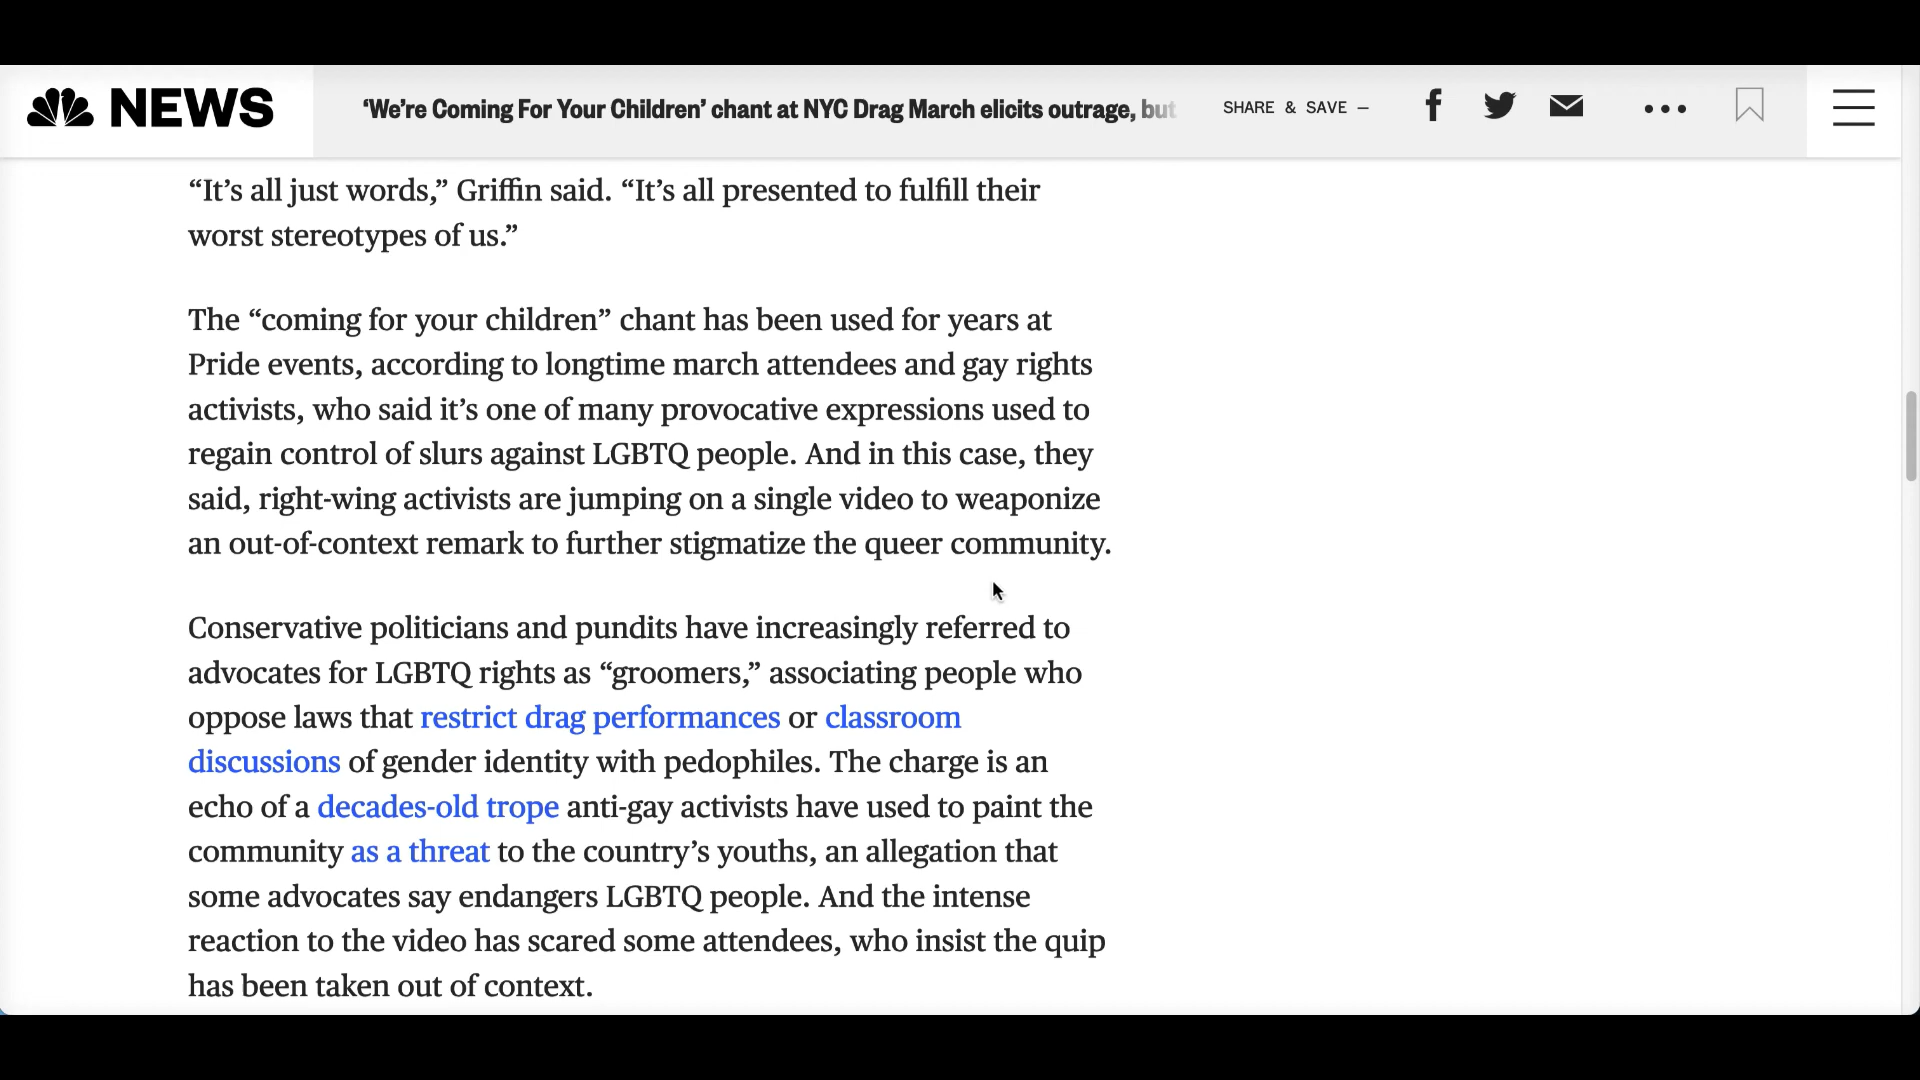 NEWS
‘We’re Coming For Your Children’ chant at NYC Drag March elicits outrage, but
SHARE & SAVE —
“It’s all just words,” Griffin said. “It’s all presented to fulfill their
worst stereotypes of us.”
The “coming for your children” chant has been used for years at
Pride events, according to longtime march attendees and gay rights
activists, who said it’s one of many provocative expressions used to
regain control of slurs against LGBTQ people. And in this case, they
said, right-wing activists are jumping on a single video to weaponize
an out-of-context remark to further stigmatize the queer community.
Conservative politicians and pundits have increasingly referred to
advocates for LGBTQ rights as “groomers,” associating people who
oppose laws that restrict drag performances or classroom
discussions of gender identity with pedophiles. The charge is an
echo of a decades-old trope anti-gay activists have used to paint the
community as a threat to the country’s youths, an allegation that
some advocates say endangers LGBTQ people. And the intense
reaction to the video has scared some attendees, who insist the quip
has been taken out of context.